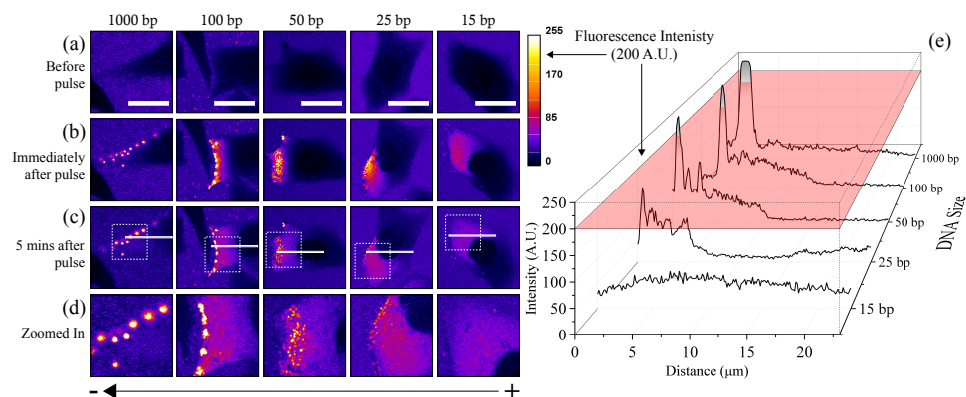 1000 bp 100 bp 50 bp 25 bp 15 bp
(a)
Before
pulse
(b)
Immediately
after pulse
(c)
5 mins after
pulse
(d)
Zoomed In
- +
255
170
85
0
Fluorescence Intenisty
(200 A.U.)
(e)
250
200
150
100
50
0
Intensity (A.U.)
0 5 10 15 20
Distance (μm)
1000 bp
100 bp
50 bp
25 bp
15 bp
DNA Size